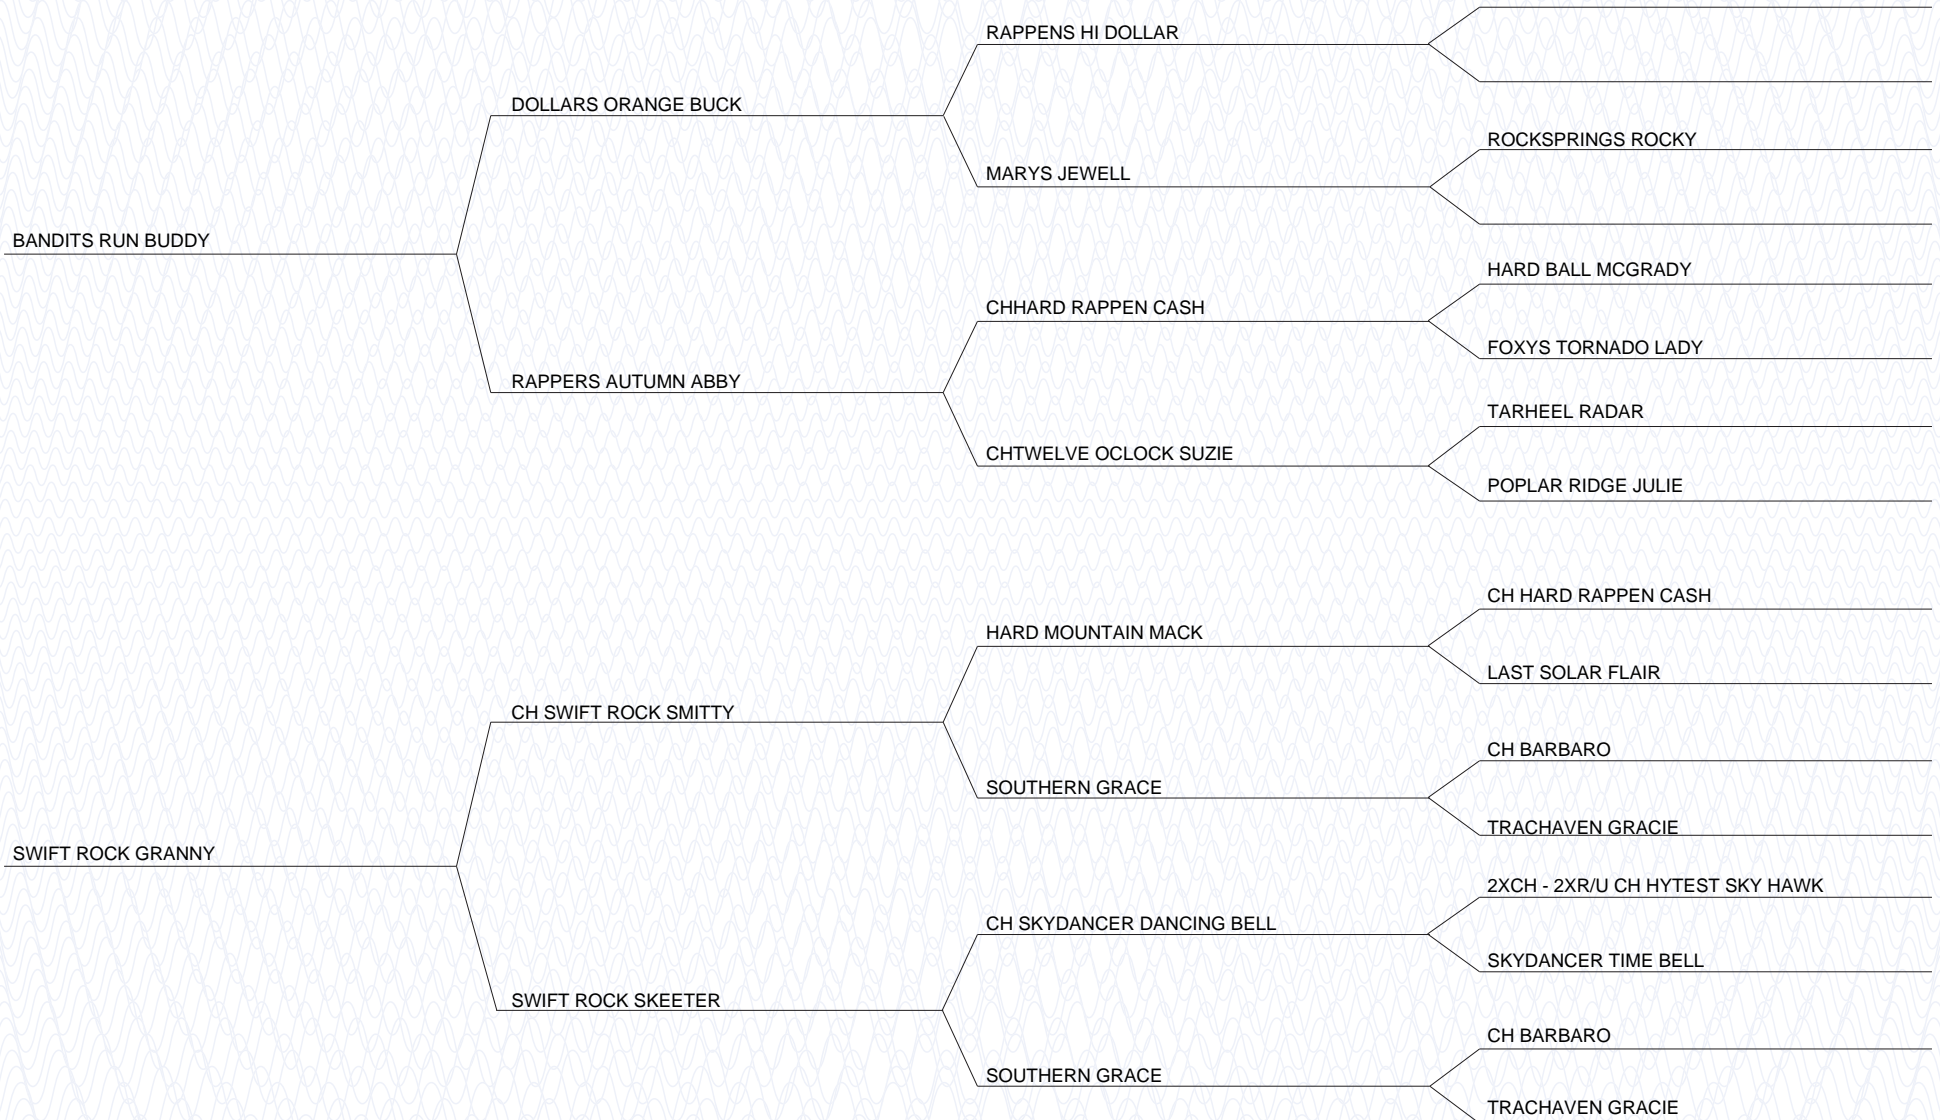 RAPPENS HI DOLLAR
DOLLARS ORANGE BUCK
ROCKSPRINGS ROCKY
MARYS JEWELL
BANDITS RUN BUDDY
HARD BALL MCGRADY
CHHARD RAPPEN CASH
FOXYS TORNADO LADY
RAPPERS AUTUMN ABBY
TARHEEL RADAR
CHTWELVE OCLOCK SUZIE
POPLAR RIDGE JULIE
CH HARD RAPPEN CASH
HARD MOUNTAIN MACK
LAST SOLAR FLAIR
CH SWIFT ROCK SMITTY
CH BARBARO
SOUTHERN GRACE
TRACHAVEN GRACIE
SWIFT ROCK GRANNY
2XCH - 2XR/U CH HYTEST SKY HAWK
CH SKYDANCER DANCING BELL
SKYDANCER TIME BELL
SWIFT ROCK SKEETER
CH BARBARO
SOUTHERN GRACE
TRACHAVEN GRACIE